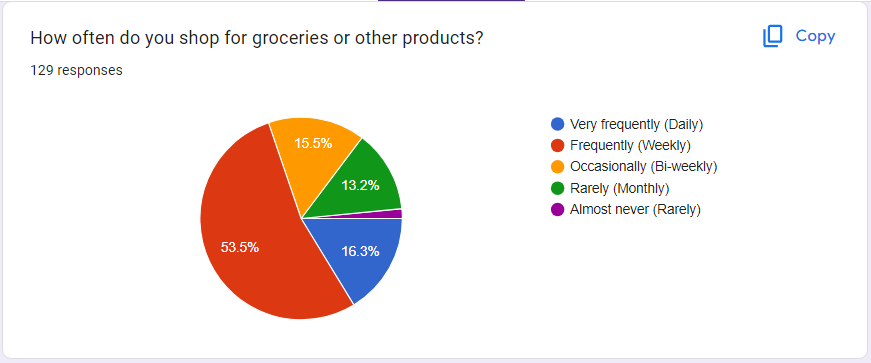 How often do you shop for groceries or other products?
Copy
129 responses
15.5%
13.2%
53.5%
16.3%
Very frequently (Daily)
Frequently (Weekly)
Occasionally (Bi-weekly)
Rarely (Monthly)
Almost never (Rarely)